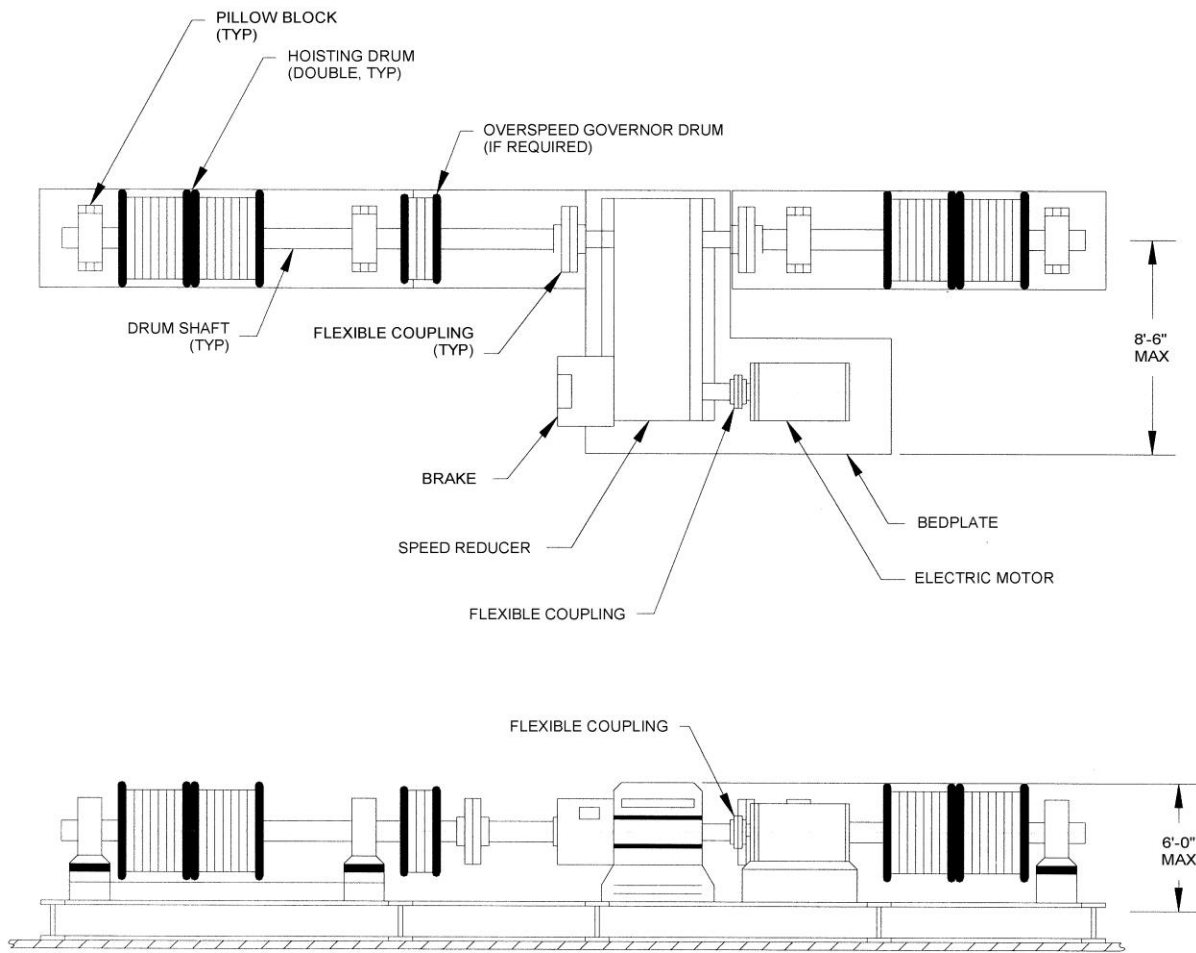 PILLOW BLOCK
(TYP)
HOISTING DRUM
(DOUBLE, TYP)
OVERSPEED GOVERNOR DRUM
(IF REQUIRED)
DRUM SHAFT
(TYP)
FLEXIBLE COUPLING
(TYP)
8'-6"
MAX
BRAKE
BEDPLATE
SPEED REDUCER
ELECTRIC MOTOR
FLEXIBLE COUPLING
FLEXIBLE COUPLING
6'-0"
MAX